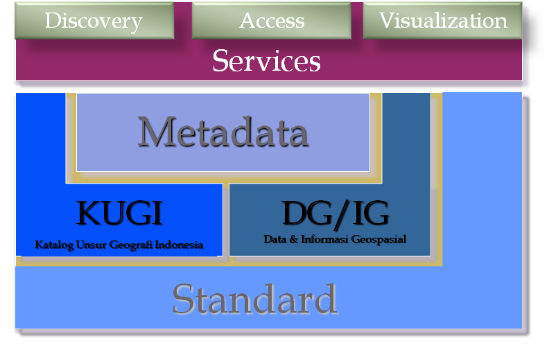 Discovery
Access
Visualization
Services
Metadata
KUGI
Katalog Unsur Geografi Indonesia
DG/IG
Data & Informasi Geospasial
Standard